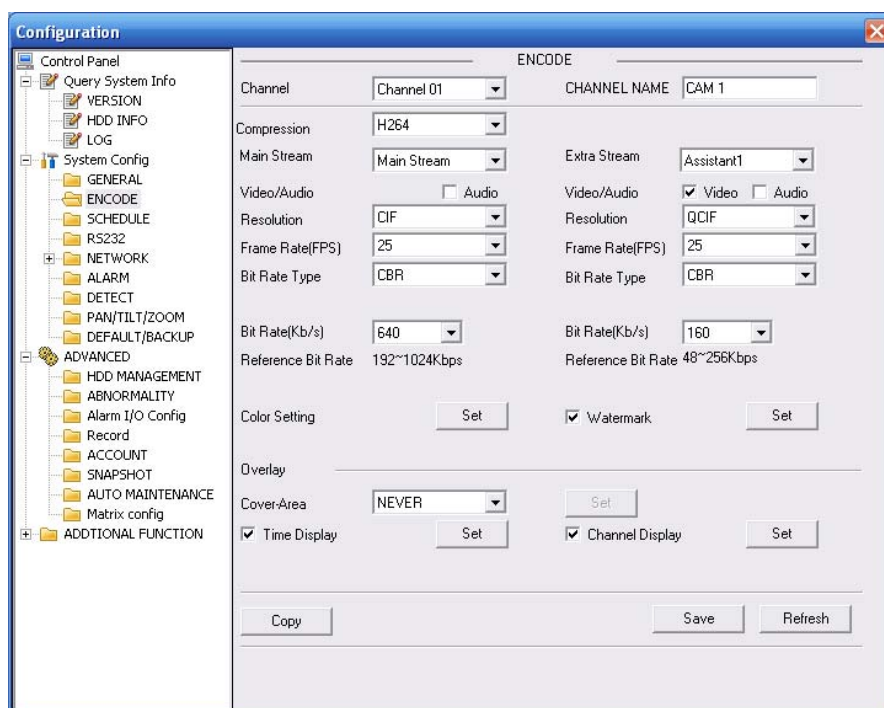 Configuration
Control Panel
Query System Info
VERSION
HDD INFO
LOG
System Config
GENERAL
ENCODE
SCHEDULE
RS232
NETWORK
ALARM
DETECT
PAN/TILT/ZOOM
DEFAULT/BACKUP
ADVANCED
HDD MANAGEMENT
ABNORMALITY
Alarm I/O Config
Record
ACCOUNT
SNAPSHOT
AUTO MAINTENANCE
Matrix config
ADDTIONAL FUNCTION
ENCODE
Channel Channel 01 CHANNEL NAME CAM 1
Compression H264
Main Stream Main Stream Extra Stream Assistant1
Video/Audio Audio Video/Audio Video Audio
Resolution CIF Resolution QCIF
Frame Rate(FPS) 25 Frame Rate(FPS) 25
Bit Rate Type CBR Bit Rate Type CBR
Bit Rate(Kb/s) 640 Bit Rate(Kb/s) 160
Reference Bit Rate 192~1024Kbps Reference Bit Rate 48~256Kbps
Color Setting Set Watermark Set
Overlay
Cover-Area NEVER Set
Time Display Set Channel Display Set
Copy Save Refresh